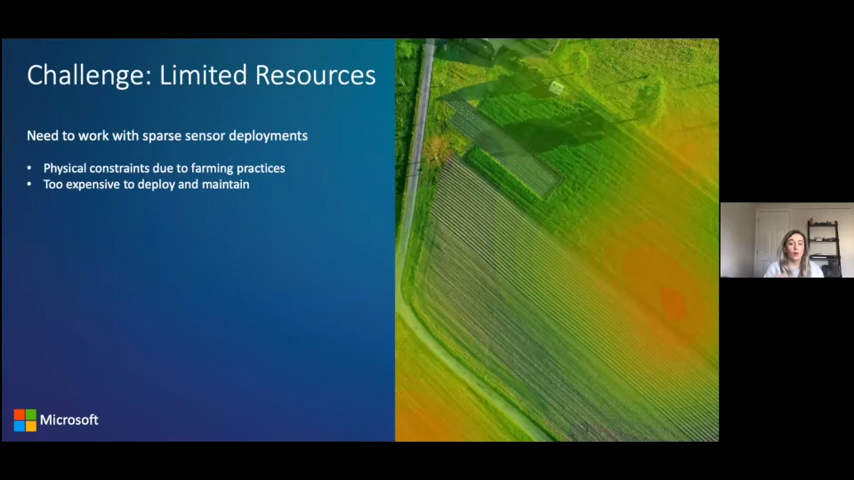 Challenge: Limited Resources
Need to work with sparse sensor deployments
• Physical constraints due to farming practices
• Too expensive to deploy and maintain
Microsoft